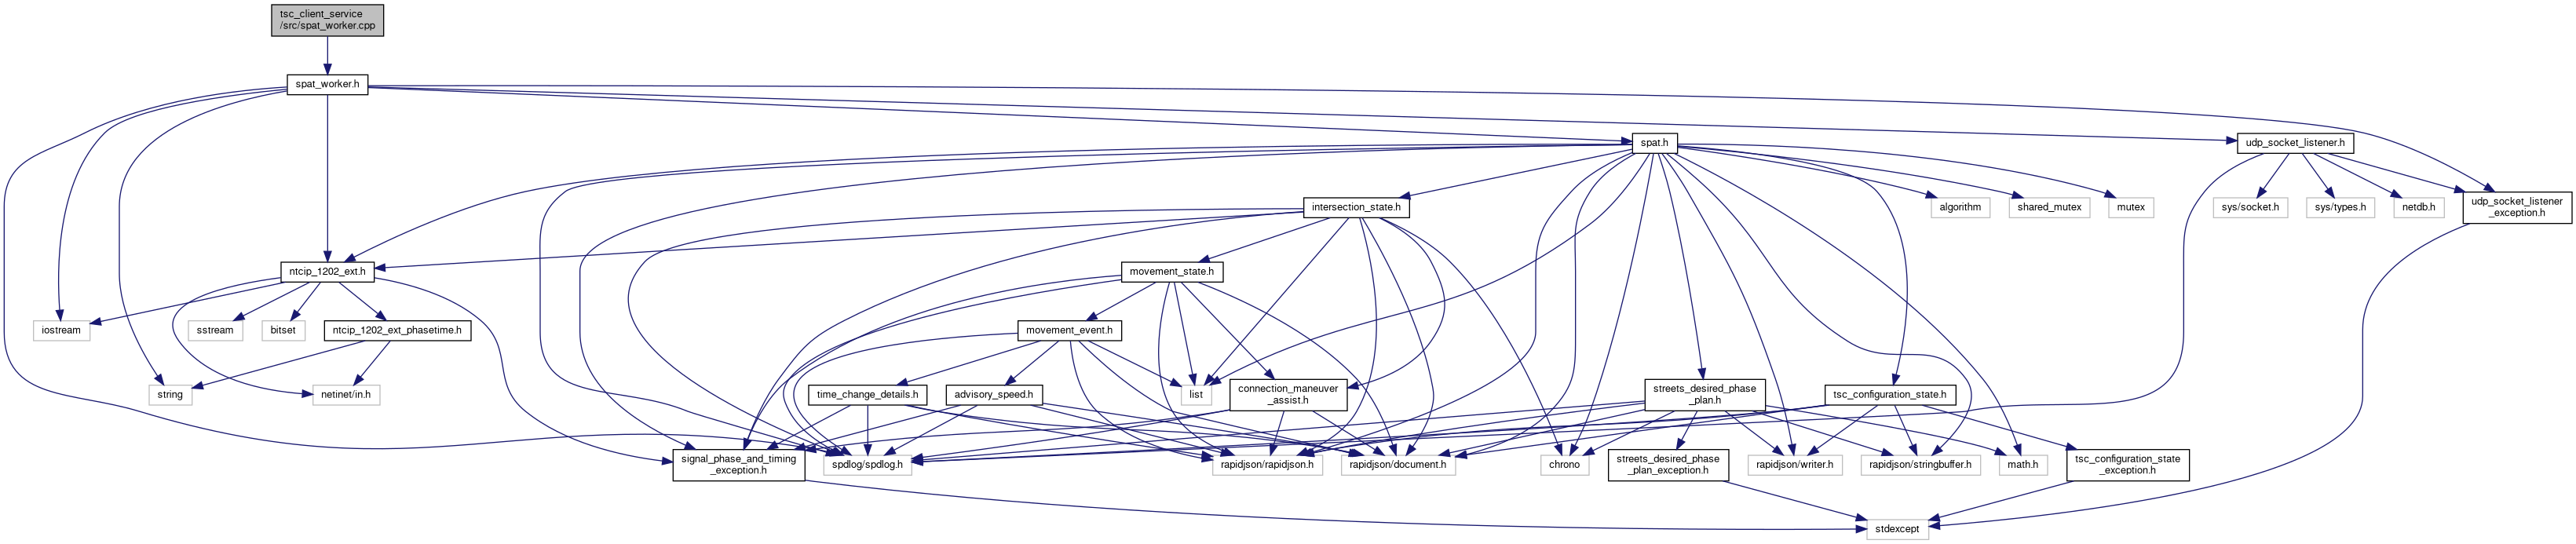 tsc_client_service
/src/spat_worker.cpp
spat_worker.h
spat.h
udp_socket_listener.h
intersection_state.h
algorithm
shared_mutex
mutex
sys/socket.h
sys/types.h
netdb.h
udp_socket_listener
_exception.h
ntcip_1202_ext.h
movement_state.h
iostream
sstream
bitset
ntcip_1202_ext_phasetime.h
movement_event.h
string
netinet/in.h
time_change_details.h
advisory_speed.h
list
connection_maneuver
_assist.h
streets_desired_phase
_plan.h
tsc_configuration_state.h
signal_phase_and_timing
_exception.h
spdlog/spdlog.h
rapidjson/rapidjson.h
rapidjson/document.h
chrono
streets_desired_phase
_plan_exception.h
rapidjson/writer.h
rapidjson/stringbuffer.h
math.h
tsc_configuration_state
_exception.h
stdexcept